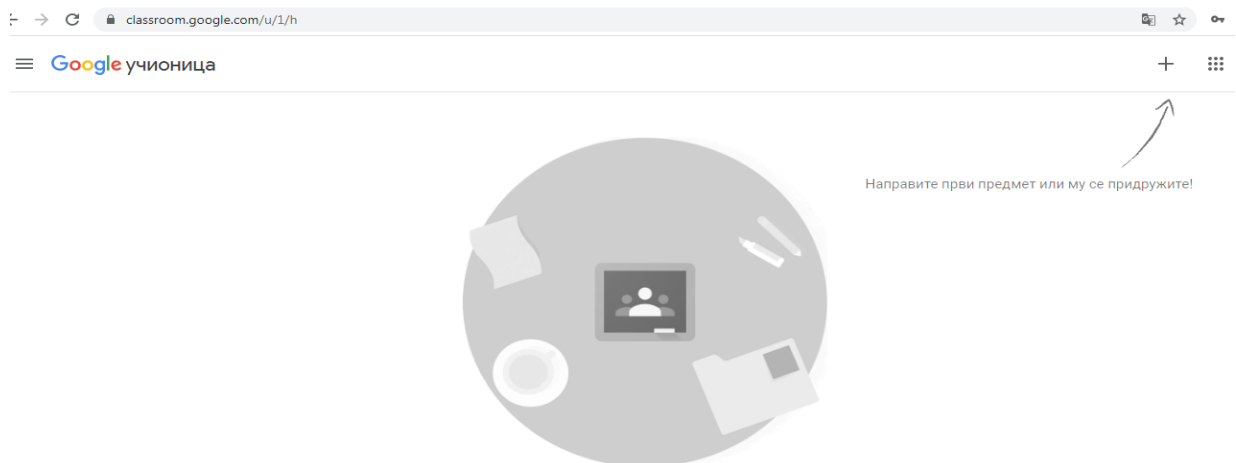 classroom.google.com/u/1/h
Google учионица
Направите први предмет или му се придружите!